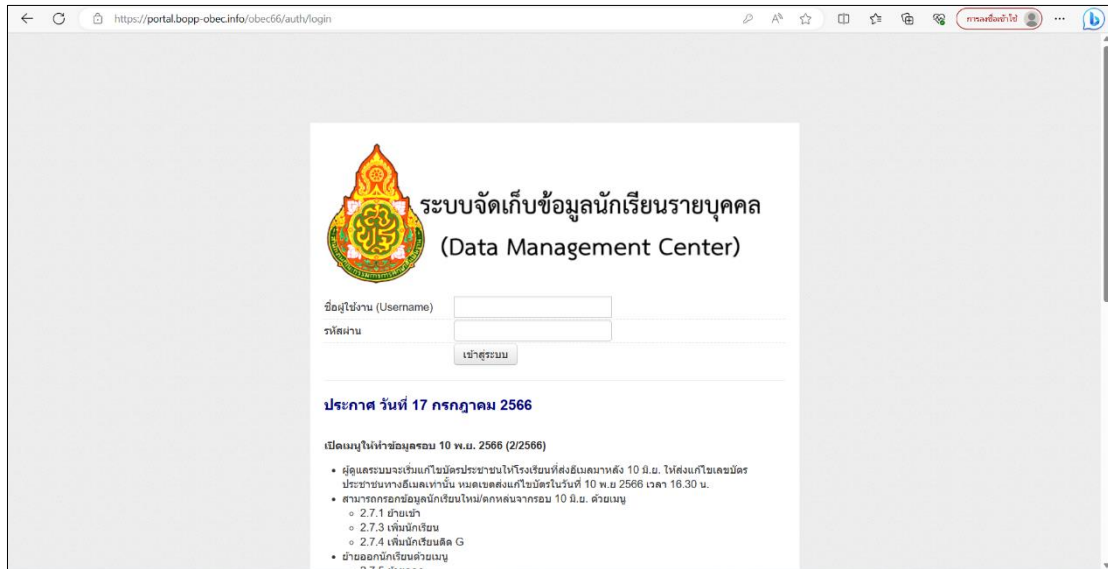 https://portal.bopp-obec.info/obec66/auth/login
การลงชื่อเข้าใช้
ระบบจัดเก็บข้อมูลนักเรียนรายบุคคล
(Data Management Center)
ชื่อผู้ใช้งาน (Username)
รหัสผ่าน
เข้าสู่ระบบ
ประกาศ วันที่ 17 กรกฎาคม 2566
เปิดเมนูให้ทำข้อมูลรอบ 10 พ.ย. 2566 (2/2566)
• ผู้ดูแลระบบจะเริ่มแก้ไขบัตรประชาชนให้โรงเรียนที่ส่งอีเมลมาหลัง 10 มิ.ย. ให้ส่งแก้ไขเลขบัตร
ประชาชนทางอีเมลเท่านั้น หมดเขตส่งแก้ไขบัตรในวันที่ 10 พ.ย 2566 เวลา 16.30 น.
• สามารถกรอกข้อมูลนักเรียนใหม่/ตกหล่นจากรอบ 10 มิ.ย. ด้วยเมนู
○ 2.7.1 ย้ายเข้า
○ 2.7.3 เพิ่มนักเรียน
○ 2.7.4 เพิ่มนักเรียนติด G
• ย้ายออกนักเรียนด้วยเมนู